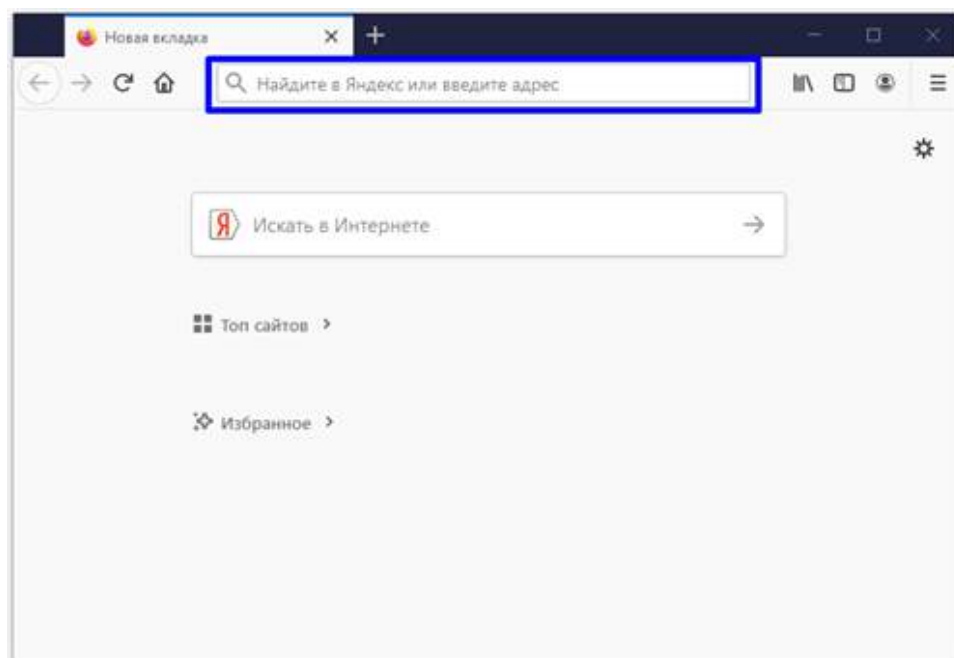 Новая вкладка
Найдите в Яндекс или введите адрес
Я Искать в Интернете
Топ сайтов
Избранное